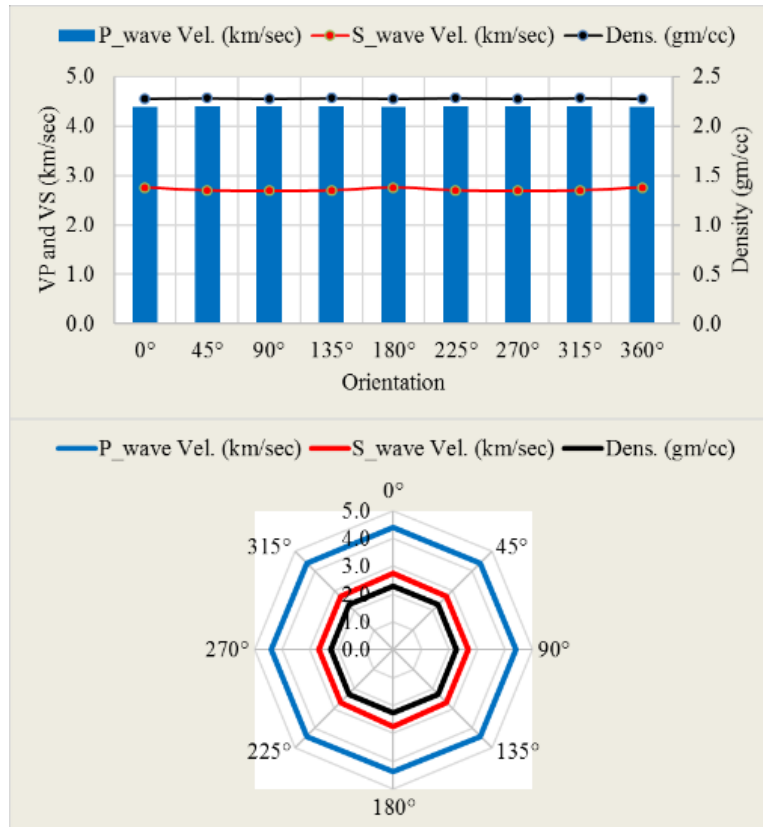 P_wave Vel. (km/sec) S_wave Vel. (km/sec) Dens. (gm/cc)
5.0 2.5
4.0 2.0
3.0 1.5
2.0 1.0
1.0 0.5
0.0 0.0
VP and VS (km/sec)
Density (gm/cc)
0° 45° 90° 135° 180° 225° 270° 315° 360°
Orientation
P_wave Vel. (km/sec) S_wave Vel. (km/sec) Dens. (gm/cc)
0°
5.0
315° 4.0 45°
3.0
2.0
1.0
270° 0.0 90°
225° 135°
180°